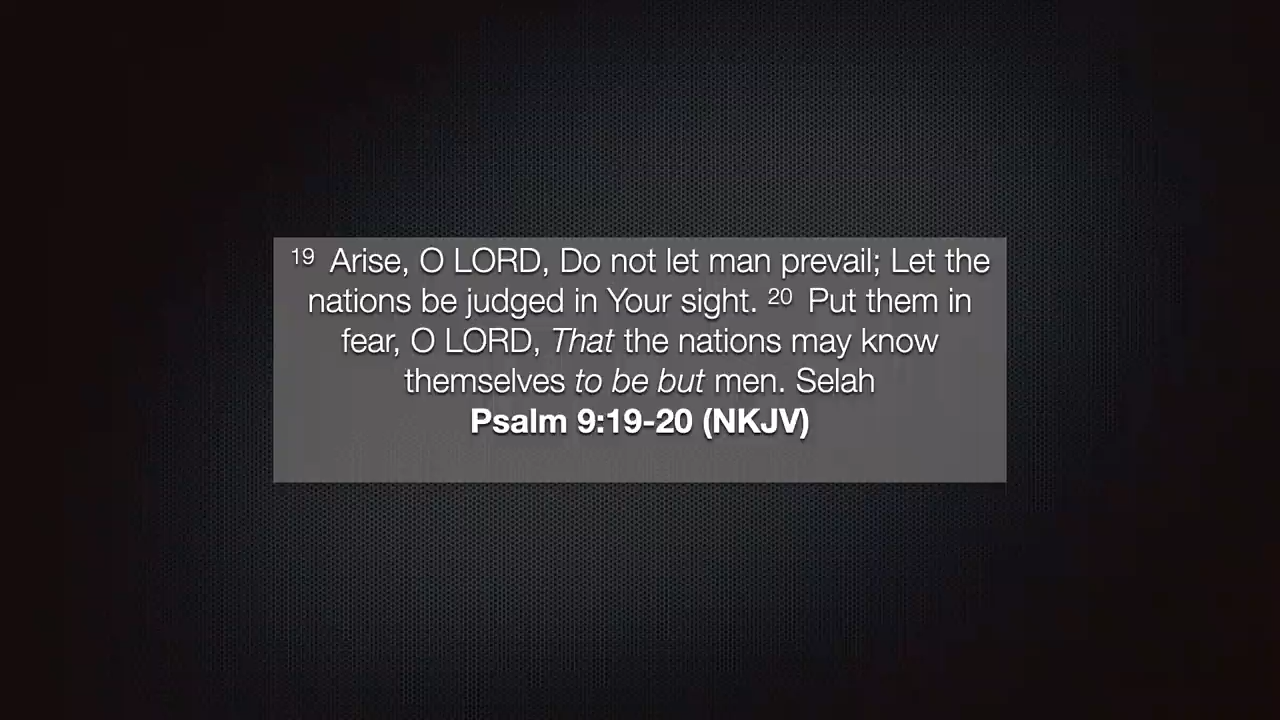 19 Arise, O LORD, Do not let man prevail; Let the
nations be judged in Your sight. 20 Put them in
fear, O LORD, That the nations may know
themselves to be but men. Selah
Psalm 9:19-20 (NKJV)